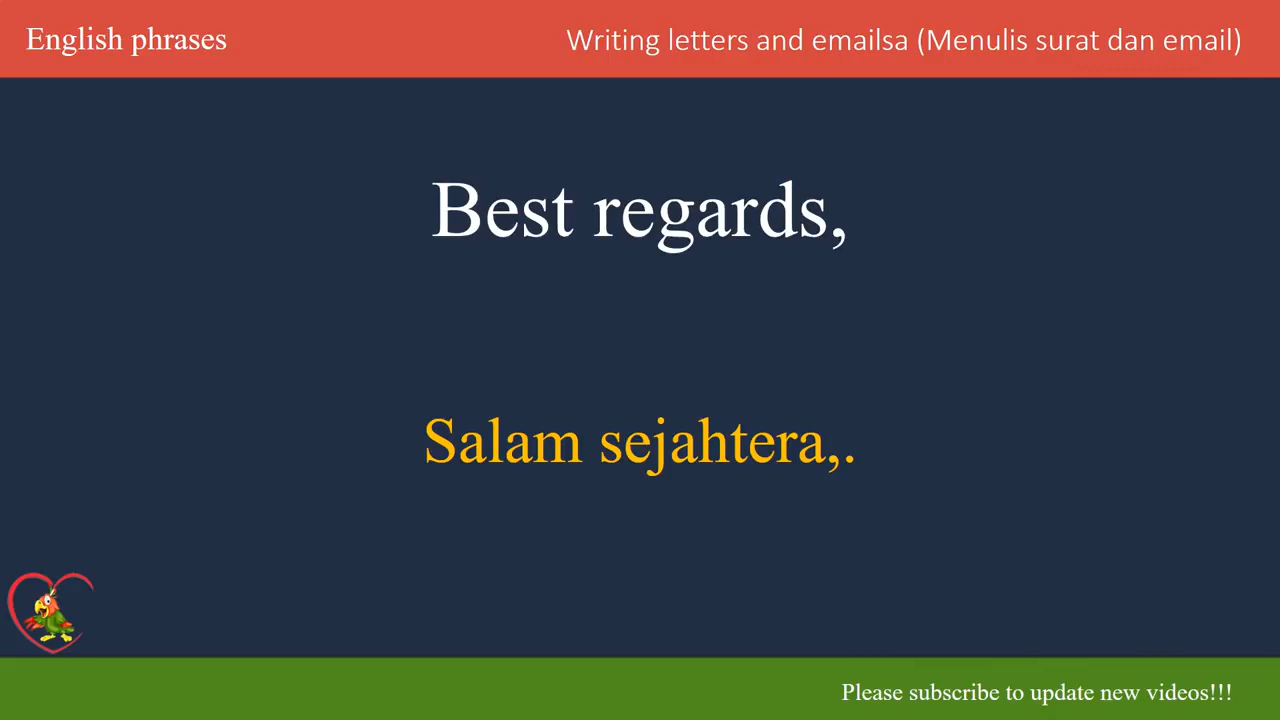 English phrases
Writing letters and emailsa (Menulis surat dan email)
Best regards,
Salam sejahtera,.
Please subscribe to update new videos!!!